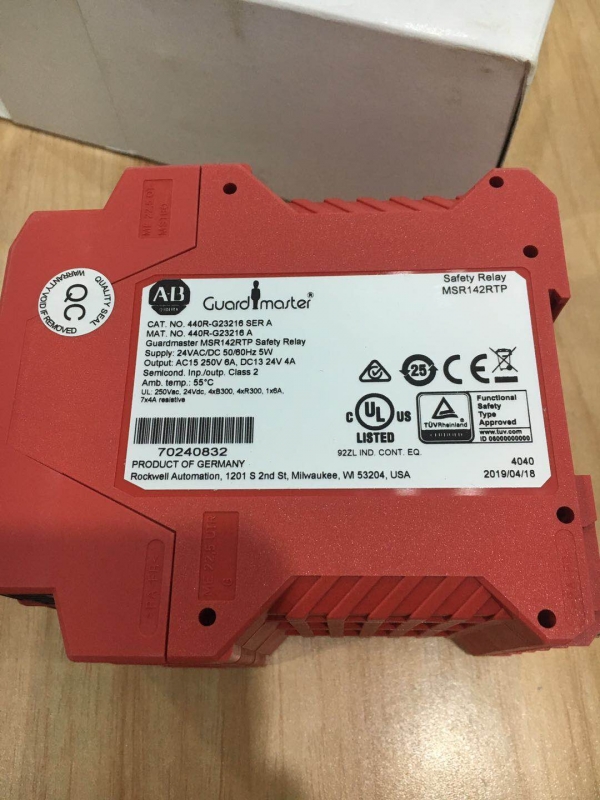 QUALITY SEAL
QC
WARRANTY VOID
IF REMOVED
AB
Guardmaster®
Safety Relay
MSR142RTP
CAT. NO. 440R-G23216 SER A
MAT. NO. 440R-G23216 A
Guardmaster MSR142RTP Safety Relay
Supply: 24VAC/DC 50/60Hz 5W
Output: AC15 250V 6A, DC13 24V 4A
Semicond. Inp./outp. Class 2
Amb. temp.: 55°C
UL: 250Vac, 24Vdc, 4xB300, 4xR300, 1x6A,
7x4A resistive
25
CE
C UL US
LISTED
92ZL IND. CONT. EQ.
TÜVRheinland
Functional
Safety
Type
Approved
www.tuv.com
ID 06000000000
70240832
PRODUCT OF GERMANY
Rockwell Automation, 1201 S 2nd St, Milwaukee, WI 53204, USA
4040
2019/04/18